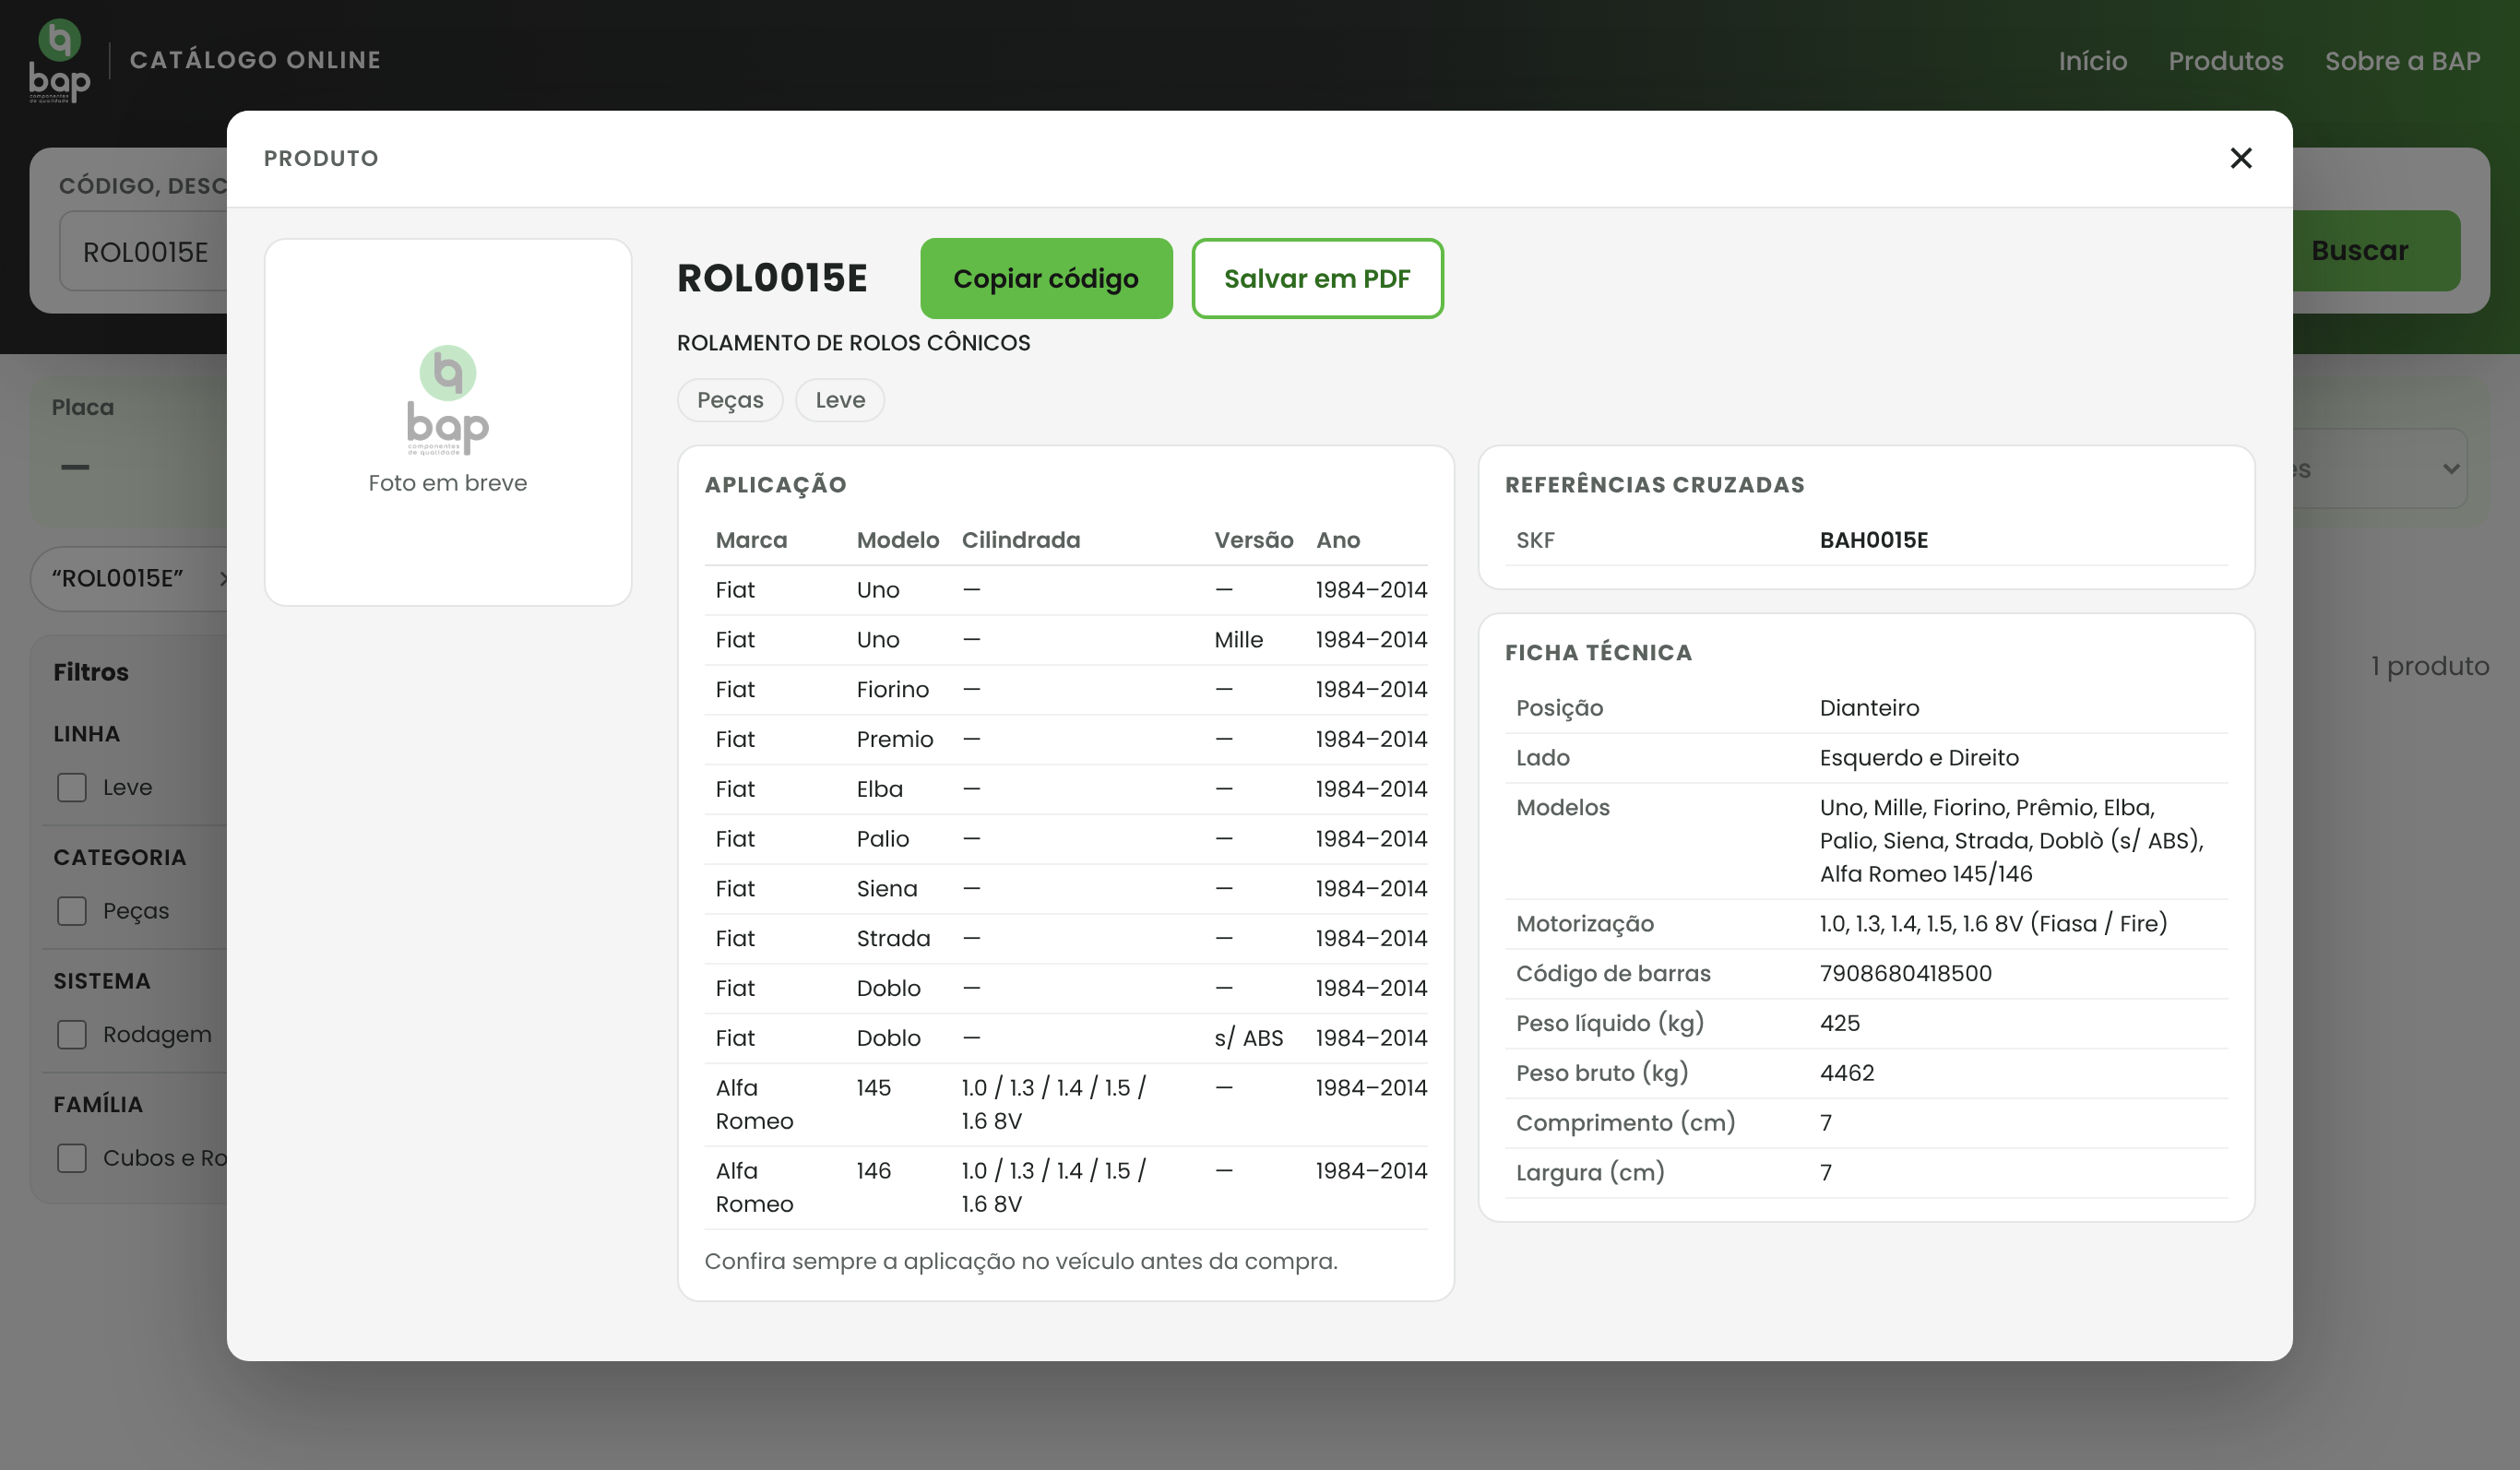 bap
componentes
de qualidade
CATÁLOGO ONLINE
Início
Produtos
Sobre a BAP
CÓDIGO, DESC
ROL0015E
Buscar
Placa
—
“ROL0015E”
Filtros
LINHA
Leve
CATEGORIA
Peças
SISTEMA
Rodagem
FAMÍLIA
Cubos e Ro
1 produto
PRODUTO
bap
componentes
de qualidade
Foto em breve
ROL0015E
Copiar código
Salvar em PDF
ROLAMENTO DE ROLOS CÔNICOS
Peças
Leve
APLICAÇÃO
Marca Modelo Cilindrada Versão Ano
Fiat Uno — — 1984–2014
Fiat Uno — Mille 1984–2014
Fiat Fiorino — — 1984–2014
Fiat Premio — — 1984–2014
Fiat Elba — — 1984–2014
Fiat Palio — — 1984–2014
Fiat Siena — — 1984–2014
Fiat Strada — — 1984–2014
Fiat Doblo — — 1984–2014
Fiat Doblo — s/ ABS 1984–2014
Alfa 145 1.0 / 1.3 / 1.4 / 1.5 / — 1984–2014
Romeo 1.6 8V
Alfa 146 1.0 / 1.3 / 1.4 / 1.5 / — 1984–2014
Romeo 1.6 8V
Confira sempre a aplicação no veículo antes da compra.
REFERÊNCIAS CRUZADAS
SKF BAH0015E
FICHA TÉCNICA
Posição Dianteiro
Lado Esquerdo e Direito
Modelos Uno, Mille, Fiorino, Prêmio, Elba,
Palio, Siena, Strada, Doblò (s/ ABS),
Alfa Romeo 145/146
Motorização 1.0, 1.3, 1.4, 1.5, 1.6 8V (Fiasa / Fire)
Código de barras 7908680418500
Peso líquido (kg) 425
Peso bruto (kg) 4462
Comprimento (cm) 7
Largura (cm) 7